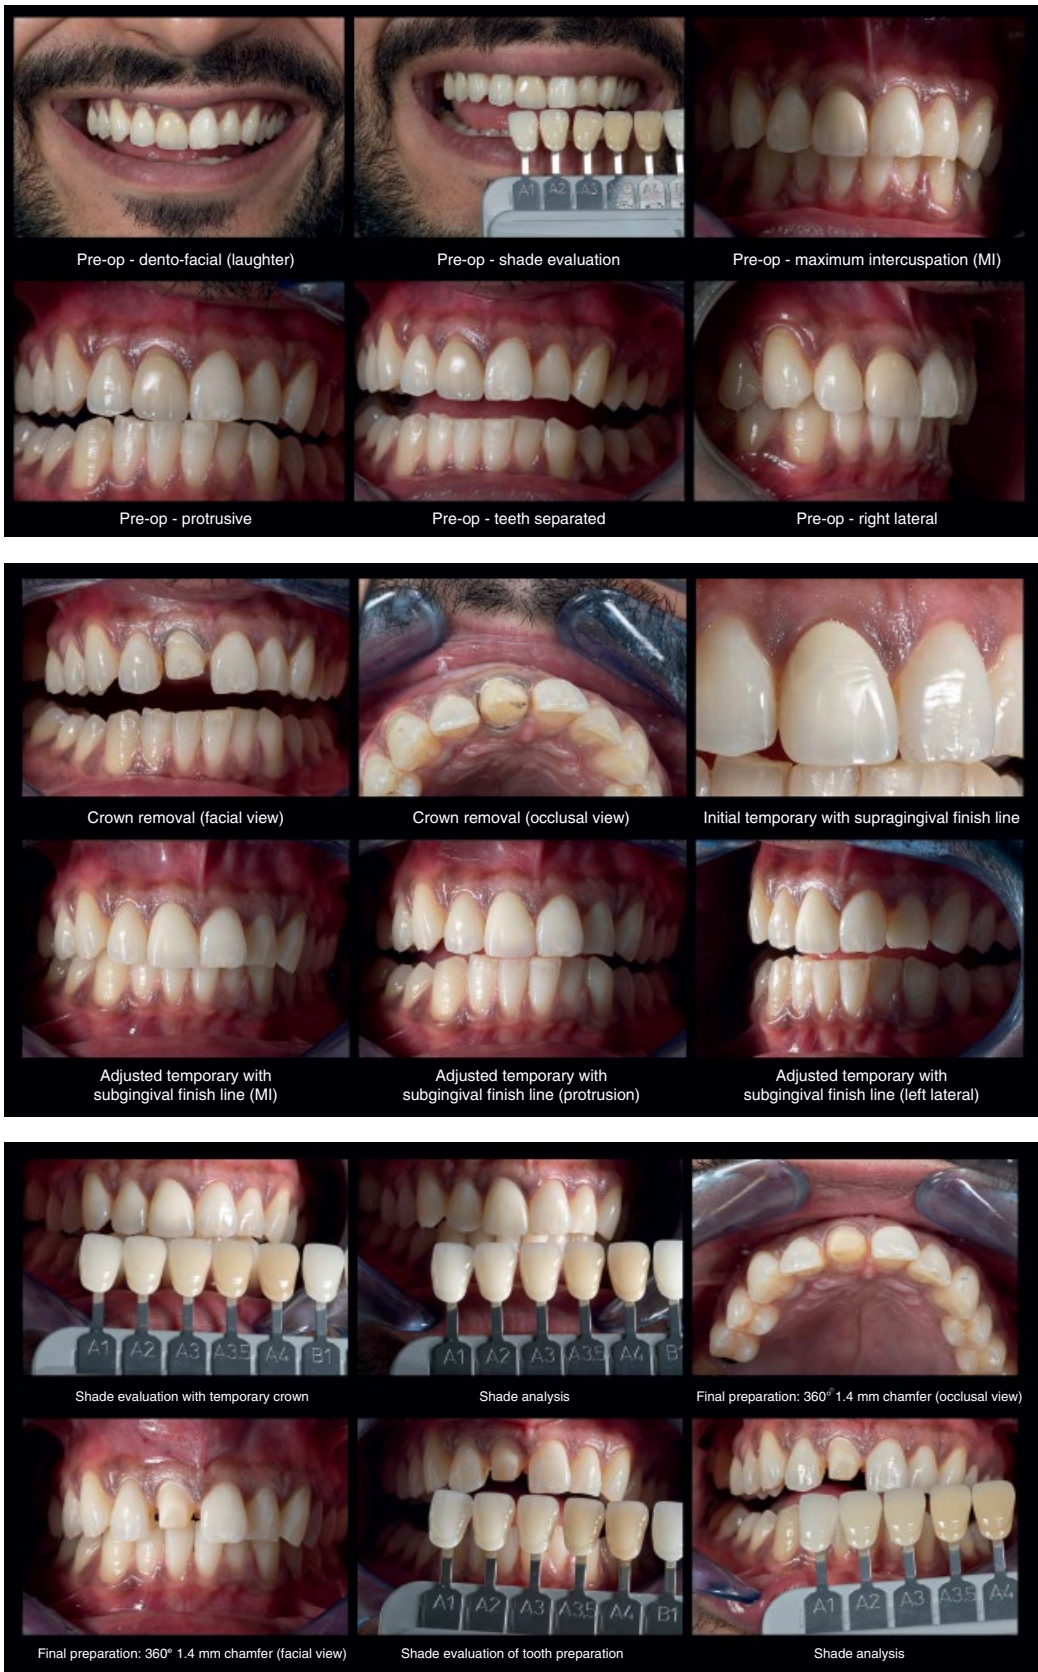 A1 A2 A3 A4
Pre-op - dento-facial (laughter)
Pre-op - shade evaluation
Pre-op - maximum intercuspation (MI)
Pre-op - protrusive
Pre-op - teeth separated
Pre-op - right lateral
Crown removal (facial view)
Crown removal (occlusal view)
Initial temporary with supragingival finish line
Adjusted temporary with
subgingival finish line (MI)
Adjusted temporary with
subgingival finish line (protrusion)
Adjusted temporary with
subgingival finish line (left lateral)
A1 A2 A3 A3.5 A4 B1
A1 A2 A3 A3.5 A4 B
Shade evaluation with temporary crown
Shade analysis
Final preparation: 360° 1.4 mm chamfer (occlusal view)
A1 A2 A3 A3.5 A4 B1
A1 A2 A3 A3.5 A4
Final preparation: 360° 1.4 mm chamfer (facial view)
Shade evaluation of tooth preparation
Shade analysis